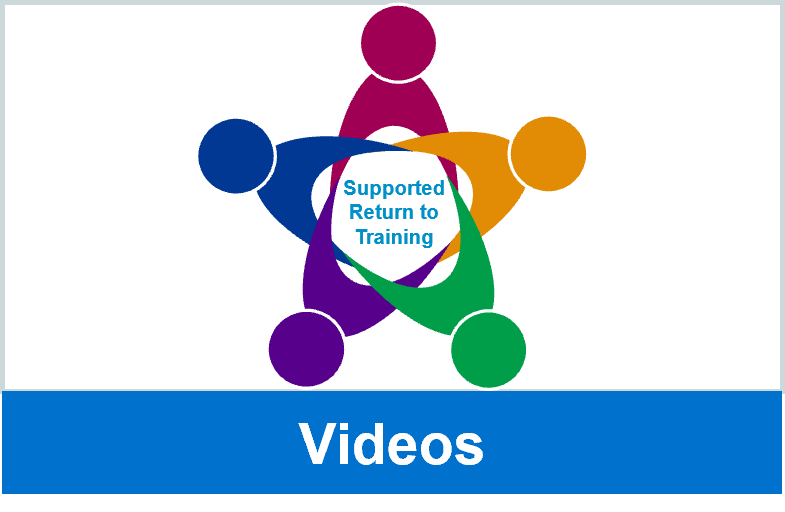 Supported
Return to
Training
Videos